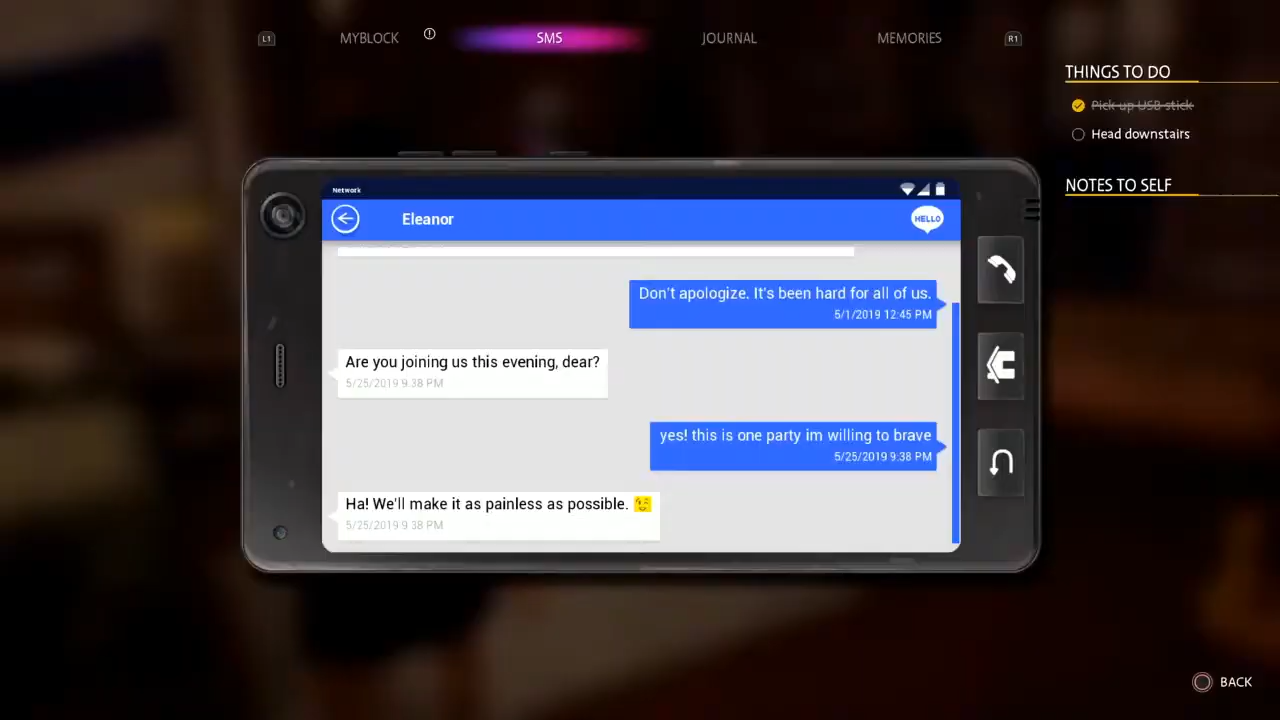 L1
MYBLOCK
SMS
JOURNAL
MEMORIES
R1
THINGS TO DO
Pick up USB stick
Head downstairs
NOTES TO SELF
Network
Eleanor
HELLO
Don't apologize. It's been hard for all of us.
5/1/2019 12:45 PM
Are you joining us this evening, dear?
5/25/2019 9:38 PM
yes! this is one party im willing to brave
5/25/2019 9:38 PM
Ha! We'll make it as painless as possible. 😉
5/25/2019 9:38 PM
BACK